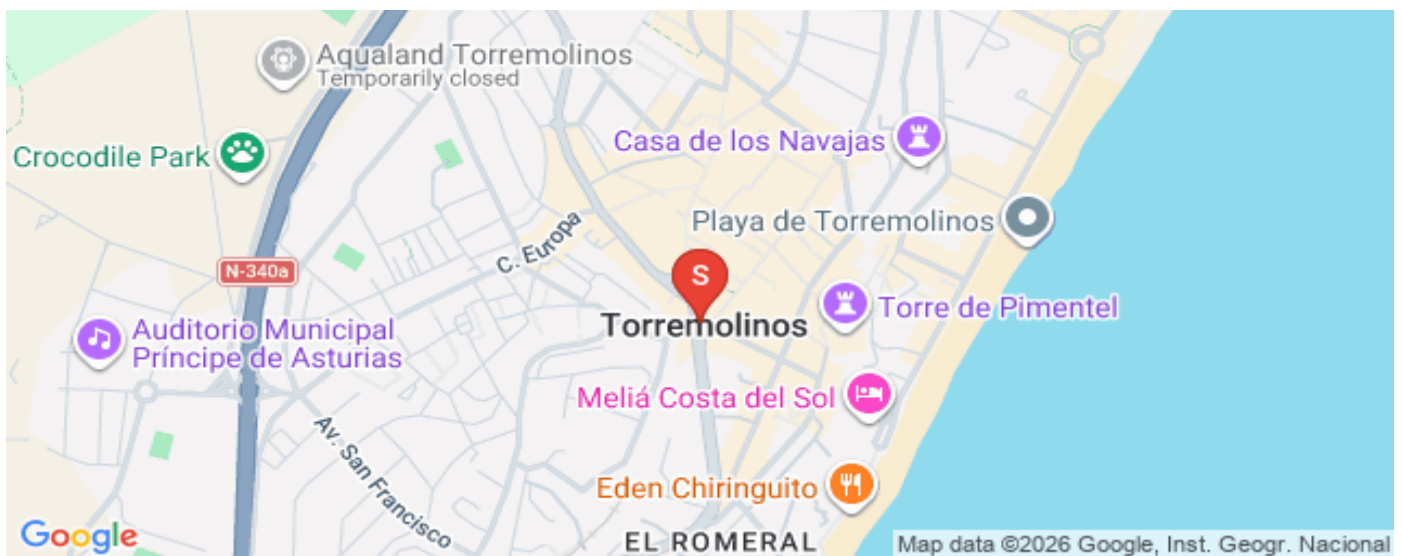 Aqualand Torremolinos
Temporarily closed
Casa de los Navajas
Crocodile Park
Playa de Torremolinos
C. Europa
N-340a
S
Torre de Pimentel
Torremolinos
Auditorio Municipal
Príncipe de Asturias
Meliá Costa del Sol
Av. San Francisco
Eden Chiringuito
EL ROMERAL
Google
Map data ©2026 Google, Inst. Geogr. Nacional